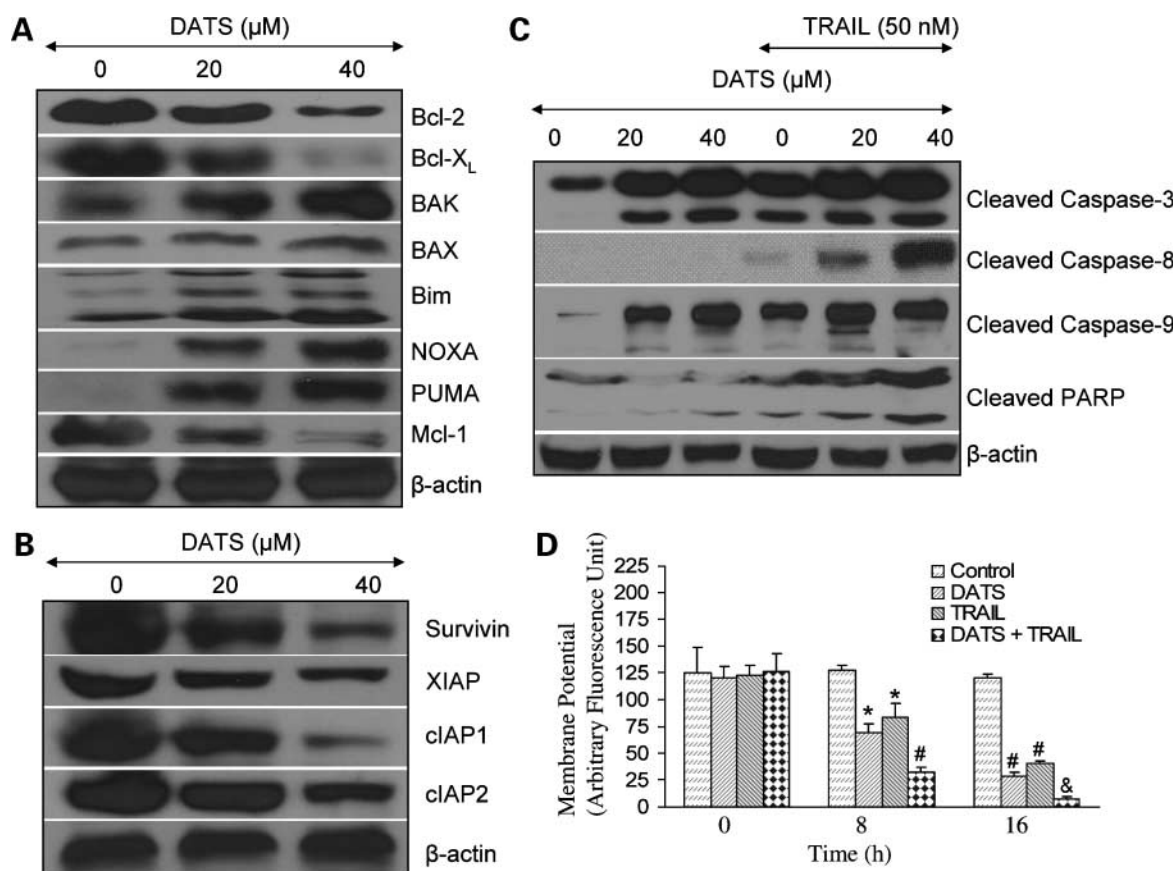 A
DATS (µM)
0 20 40
Bcl-2
Bcl-XL
BAK
BAX
Bim
NOXA
PUMA
Mcl-1
β-actin
B
DATS (µM)
0 20 40
Survivin
XIAP
cIAP1
cIAP2
β-actin
C
TRAIL (50 nM)
DATS (µM)
0 20 40 0 20 40
Cleaved Caspase-3
Cleaved Caspase-8
Cleaved Caspase-9
Cleaved PARP
β-actin
D
Membrane Potential
(Arbitrary Fluorescence Unit)
225
200
175
150
125
100
75
50
25
0
Control
DATS
TRAIL
DATS + TRAIL
* *
#
# #
&
0 8 16
Time (h)